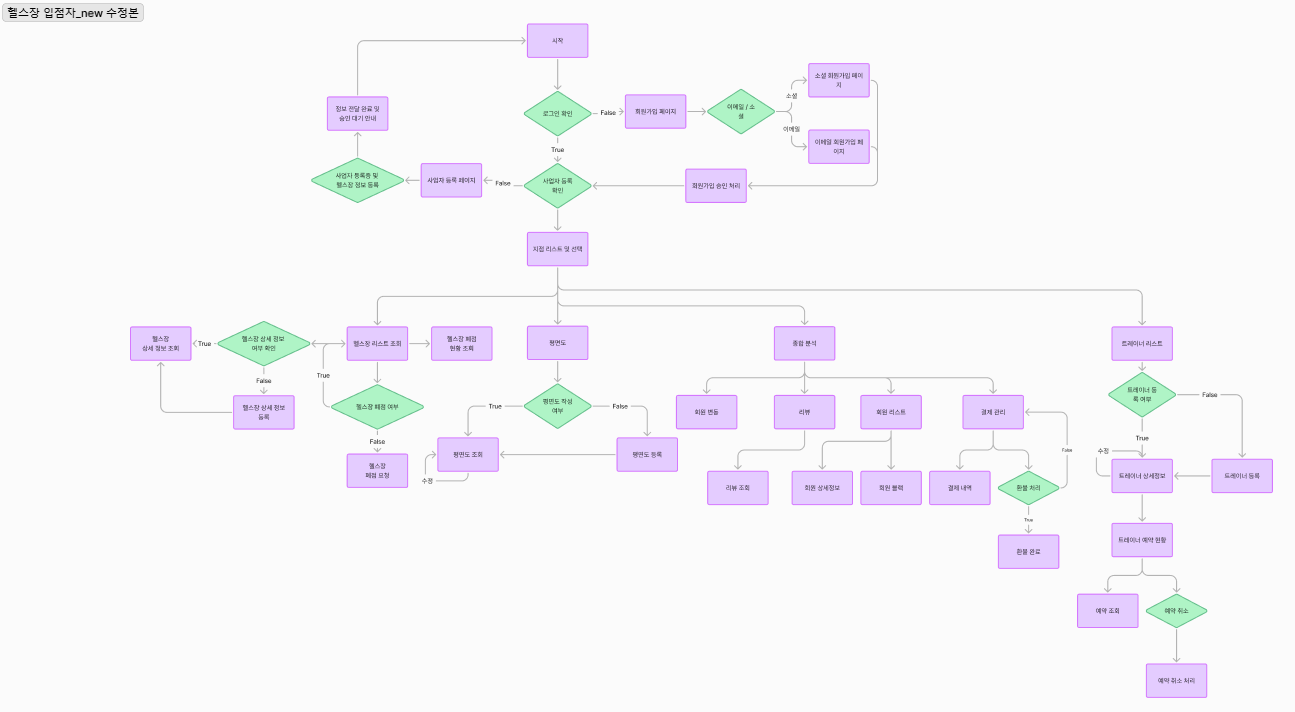 헬스장 입점자_new 수정본
시작
소셜 회원가입 페이
지
정보 전달 완료 및
승인 대기 안내
로그인 확인
False
회원가입 페이지
이메일 / 소
셜
소셜
이메일
이메일 회원가입 페
이지
True
사업자 등록증 및
헬스장 정보 등록
사업자 등록 페이지
False
사업자 등록
확인
회원가입 승인 처리
지점 리스트 및 선택
헬스장
상세 정보 조회
True
헬스장 상세 정보
여부 확인
헬스장 리스트 조회
헬스장 폐점
현황 조회
평면도
종합 분석
트레이너 리스트
False
True
헬스장 상세 정보
등록
헬스장 폐점 여부
True
평면도 작성
여부
False
회원 변동
리뷰
회원 리스트
결제 관리
트레이너 등
록 여부
False
False
헬스장
폐점 요청
평면도 조회
수정
평면도 등록
False
True
수정
트레이너 상세정보
트레이너 등록
리뷰 조회
회원 상세정보
회원 블랙
결제 내역
환불 처리
True
환불 완료
트레이너 예약 현황
예약 조회
예약 취소
예약 취소 처리